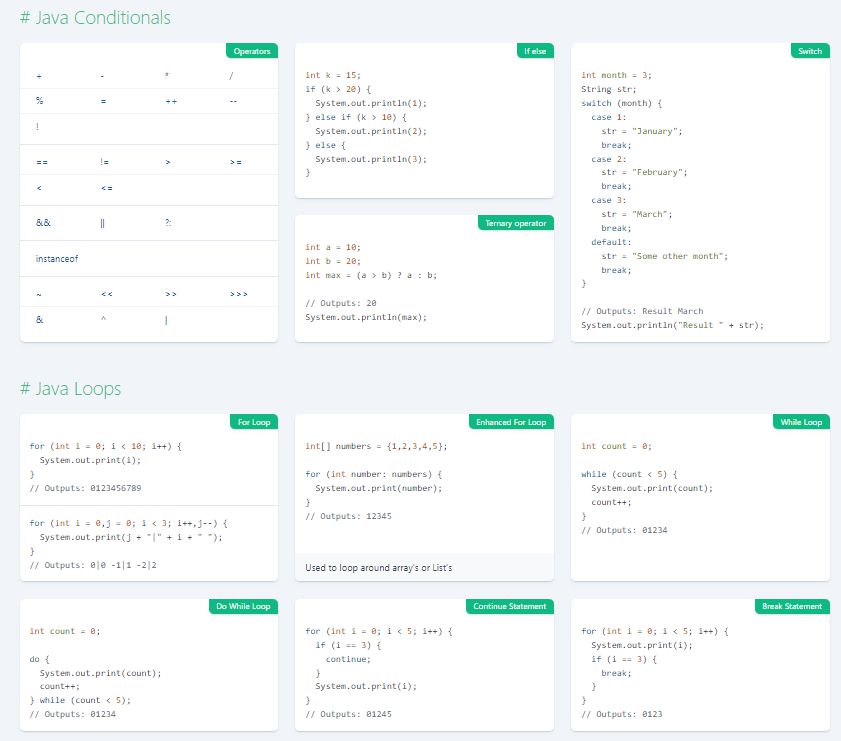 # Java Conditionals
Operators
+ - * /
% = ++ --
!
== != > >=
< <=
&& || ?:
instanceof
~ << >> >>>
& ^ |
If else
int k = 15;
if (k > 20) {
  System.out.println(1);
} else if (k > 10) {
  System.out.println(2);
} else {
  System.out.println(3);
}
Ternary operator
int a = 10;
int b = 20;
int max = (a > b) ? a : b;
// Outputs: 20
System.out.println(max);
Switch
int month = 3;
String str;
switch (month) {
  case 1:
    str = "January";
    break;
  case 2:
    str = "February";
    break;
  case 3:
    str = "March";
    break;
  default:
    str = "Some other month";
    break;
}
// Outputs: Result March
System.out.println("Result " + str);
# Java Loops
For Loop
for (int i = 0; i < 10; i++) {
  System.out.print(i);
}
// Outputs: 0123456789
for (int i = 0,j = 0; i < 3; i++,j--) {
  System.out.print(j + "|" + i + " ");
}
// Outputs: 0|0 -1|1 -2|2
Enhanced For Loop
int[] numbers = {1,2,3,4,5};
for (int number: numbers) {
  System.out.print(number);
}
// Outputs: 12345
Used to loop around array's or List's
While Loop
int count = 0;
while (count < 5) {
  System.out.print(count);
  count++;
}
// Outputs: 01234
Do While Loop
int count = 0;
do {
  System.out.print(count);
  count++;
} while (count < 5);
// Outputs: 01234
Continue Statement
for (int i = 0; i < 5; i++) {
  if (i == 3) {
    continue;
  }
  System.out.print(i);
}
// Outputs: 01245
Break Statement
for (int i = 0; i < 5; i++) {
  System.out.print(i);
  if (i == 3) {
    break;
  }
}
// Outputs: 0123